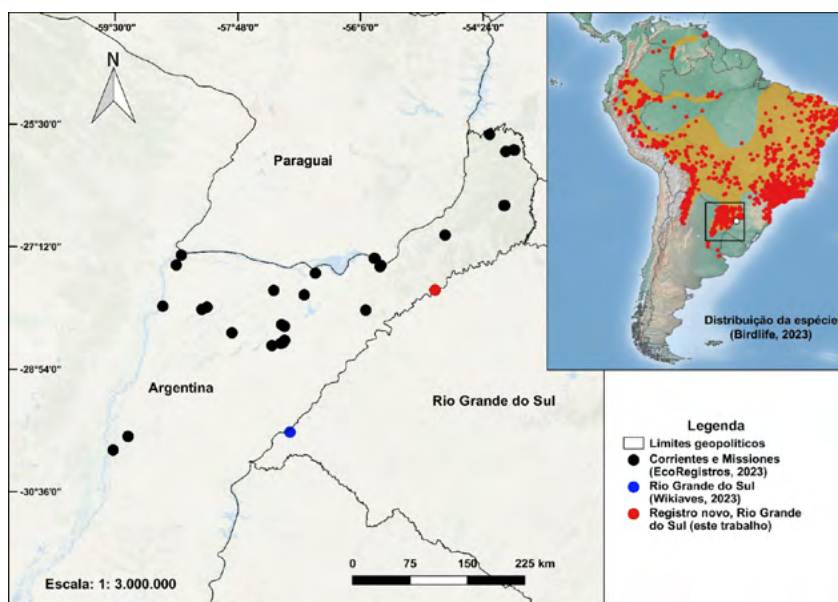 -59°30'0"
-57°48'0"
-56°6'0"
-54°24'0"
N
-25°30'0"
Paraguai
-27°12'0"
-28°54'0"
Argentina
Rio Grande do Sul
-30°36'0"
0 75 150 225 km
Escala: 1: 3.000.000
Distribuição da espécie
(Birdlife, 2023)
Legenda
Limites geopolíticos
Corrientes e Missiones
(EcoRegistros, 2023)
Rio Grande do Sul
(Wikiaves, 2023)
Registro novo, Rio Grande
do Sul (este trabalho)